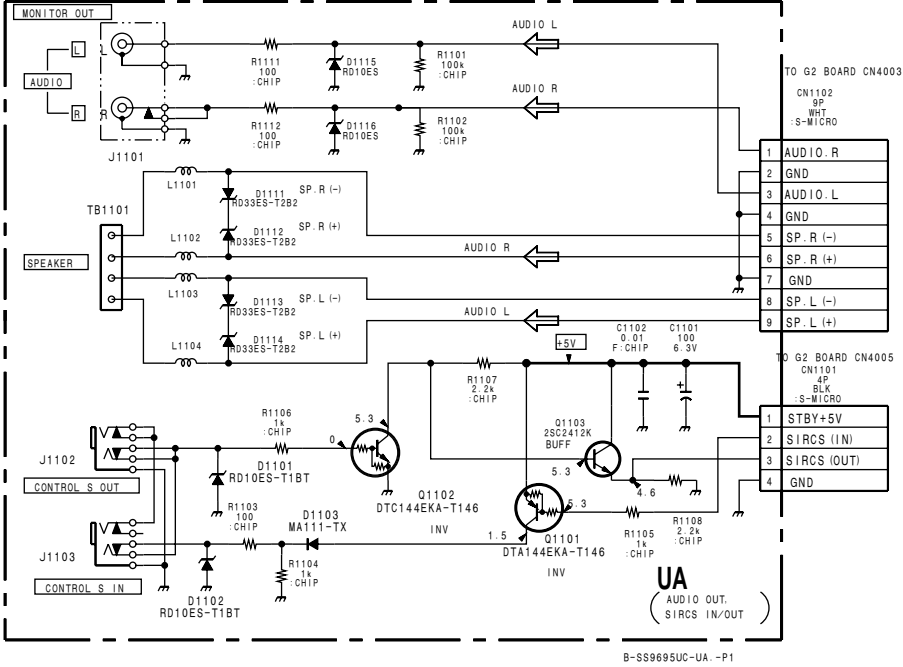 MONITOR OUT
AUDIO L
L
L
R1111
100
:CHIP
D1115
RD10ES
R1101
100k
:CHIP
TO G2 BOARD CN4003
AUDIO
AUDIO R
CN1102
9P
WHT
:S-MICRO
R
R
R1112
100
:CHIP
D1116
RD10ES
R1102
100k
:CHIP
J1101
1 AUDIO.R
2 GND
3 AUDIO.L
4 GND
5 SP.R (-)
6 SP.R (+)
7 GND
8 SP.L (-)
9 SP.L (+)
L1101
D1111
RD33ES-T2B2
SP.R (-)
TB1101
D1112
RD33ES-T2B2
SP.R (+)
L1102
AUDIO R
SPEAKER
L1103
D1113
RD33ES-T2B2
SP.L (-)
AUDIO L
D1114
RD33ES-T2B2
SP.L (+)
L1104
+5V
C1102
0.01
F:CHIP
C1101
100
6.3V
+
TO G2 BOARD CN4005
CN1101
4P
BLK
:S-MICRO
R1107
2.2k
:CHIP
1 STBY+5V
2 SIRCS (IN)
3 SIRCS (OUT)
4 GND
R1106
1k
:CHIP
5.3
0
Q1103
2SC2412K
BUFF
5.3
4.6
J1102
D1101
RD10ES-T1BT
CONTROL S OUT
Q1102
DTC144EKA-T146
INV
5.3
R1103
100
:CHIP
D1103
MA111-TX
1.5
R1105
1k
:CHIP
R1108
2.2k
:CHIP
Q1101
DTA144EKA-T146
INV
J1103
R1104
1k
:CHIP
CONTROL S IN
D1102
RD10ES-T1BT
UA
( AUDIO OUT,
SIRCS IN/OUT )
B-SS9695UC-UA.-P1